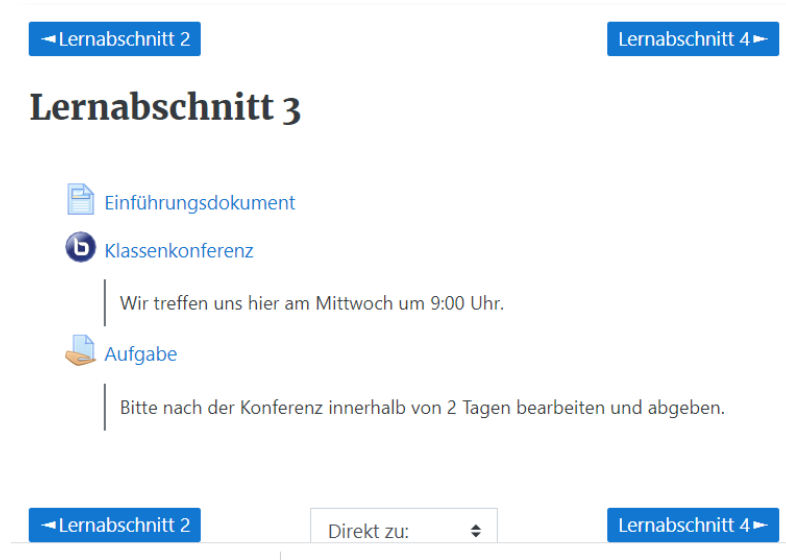 ◄Lernabschnitt 2
Lernabschnitt 4►
Lernabschnitt 3
Einführungsdokument
b Klassenkonferenz
Wir treffen uns hier am Mittwoch um 9:00 Uhr.
Aufgabe
Bitte nach der Konferenz innerhalb von 2 Tagen bearbeiten und abgeben.
◄Lernabschnitt 2
Direkt zu:
Lernabschnitt 4►